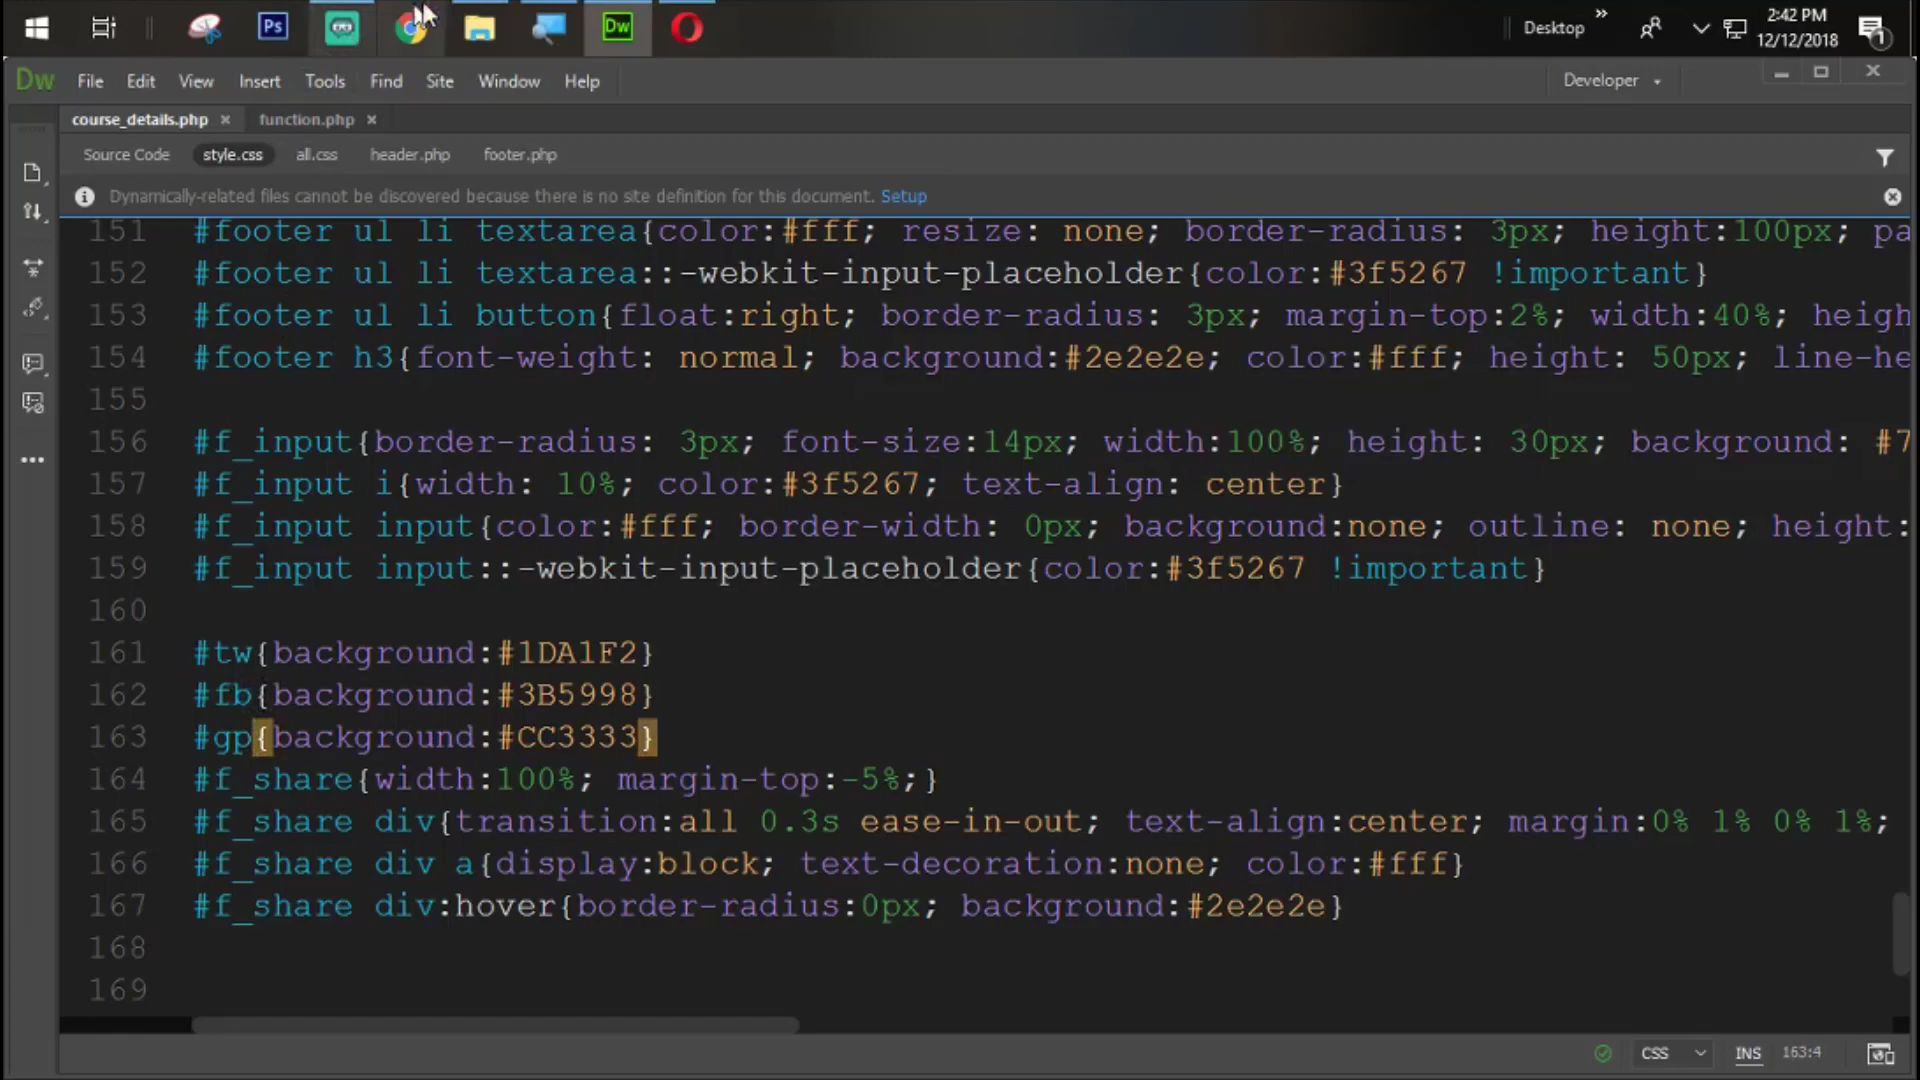 Ps
Dw
Desktop
2:42 PM
12/12/2018
1
Dw File Edit View Insert Tools Find Site Window Help
Developer
course_details.php × function.php ×
Source Code style.css all.css header.php footer.php
Dynamically-related files cannot be discovered because there is no site definition for this document. Setup
151 #footer ul li textarea{color:#fff; resize: none; border-radius: 3px; height:100px; pa
152 #footer ul li textarea::-webkit-input-placeholder{color:#3f5267 !important}
153 #footer ul li button{float:right; border-radius: 3px; margin-top:2%; width:40%; heigh
154 #footer h3{font-weight: normal; background:#2e2e2e; color:#fff; height: 50px; line-he
155
156 #f_input{border-radius: 3px; font-size:14px; width:100%; height: 30px; background: #7
157 #f_input i{width: 10%; color:#3f5267; text-align: center}
158 #f_input input{color:#fff; border-width: 0px; background:none; outline: none; height:
159 #f_input input::-webkit-input-placeholder{color:#3f5267 !important}
160
161 #tw{background:#1DA1F2}
162 #fb{background:#3B5998}
163 #gp{background:#CC3333}
164 #f_share{width:100%; margin-top:-5%;}
165 #f_share div{transition:all 0.3s ease-in-out; text-align:center; margin:0% 1% 0% 1%;
166 #f_share div a{display:block; text-decoration:none; color:#fff}
167 #f_share div:hover{border-radius:0px; background:#2e2e2e}
168
169
CSS INS 163:4